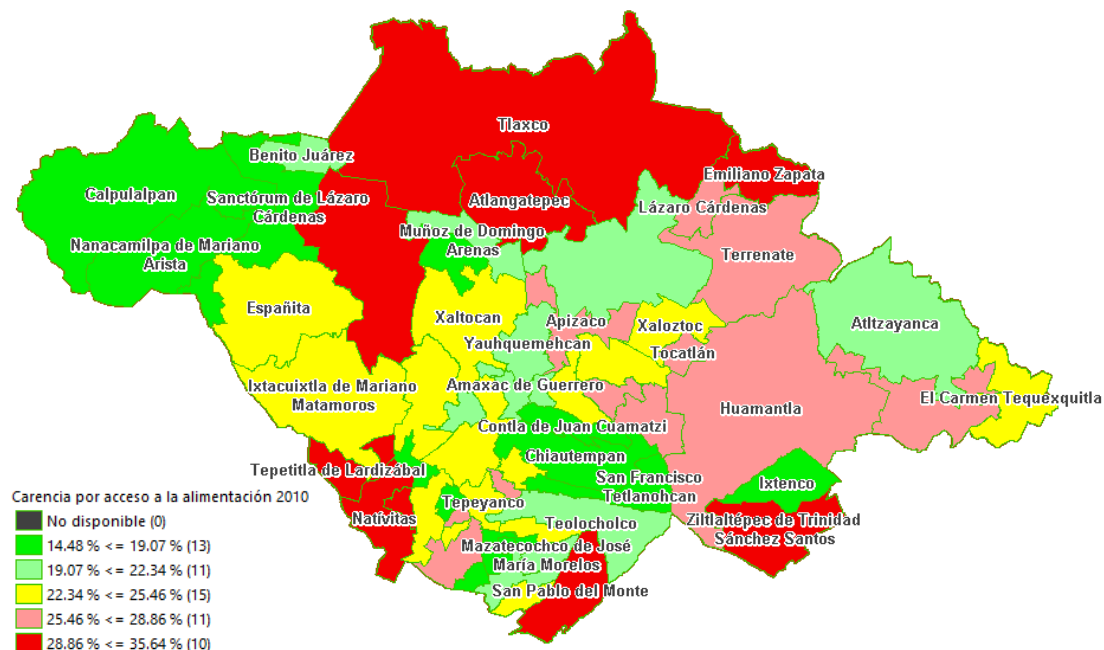 Tlaxco
Benito Juárez
Emiliano Zapata
Calpulalpan
Sanctórum de Lázaro
Cárdenas
Atlangatepec
Lázaro Cárdenas
Nanacamilpa de Mariano
Arista
Muñoz de Domingo
Arenas
Terrenate
Españita
Xaltocan
Apizaco
Xaloztoc
Atltzayanca
Yauhquemehcan
Tocatlán
Ixtacuixtla de Mariano
Matamoros
Amaxac de Guerrero
Huamantla
El Carmen Tequexquitla
Contla de Juan Cuamatzi
Chiautempan
Tepetitla de Lardizábal
San Francisco
Tetlanohcan
Ixtenco
Tepeyanco
Nativitas
Teolocholco
Ziltlaltépec de Trinidad
Sánchez Santos
Mazatecochco de José
María Morelos
San Pablo del Monte
Carencia por acceso a la alimentación 2010
No disponible (0)
14.48 % <= 19.07 % (13)
19.07 % <= 22.34 % (11)
22.34 % <= 25.46 % (15)
25.46 % <= 28.86 % (11)
28.86 % <= 35.64 % (10)